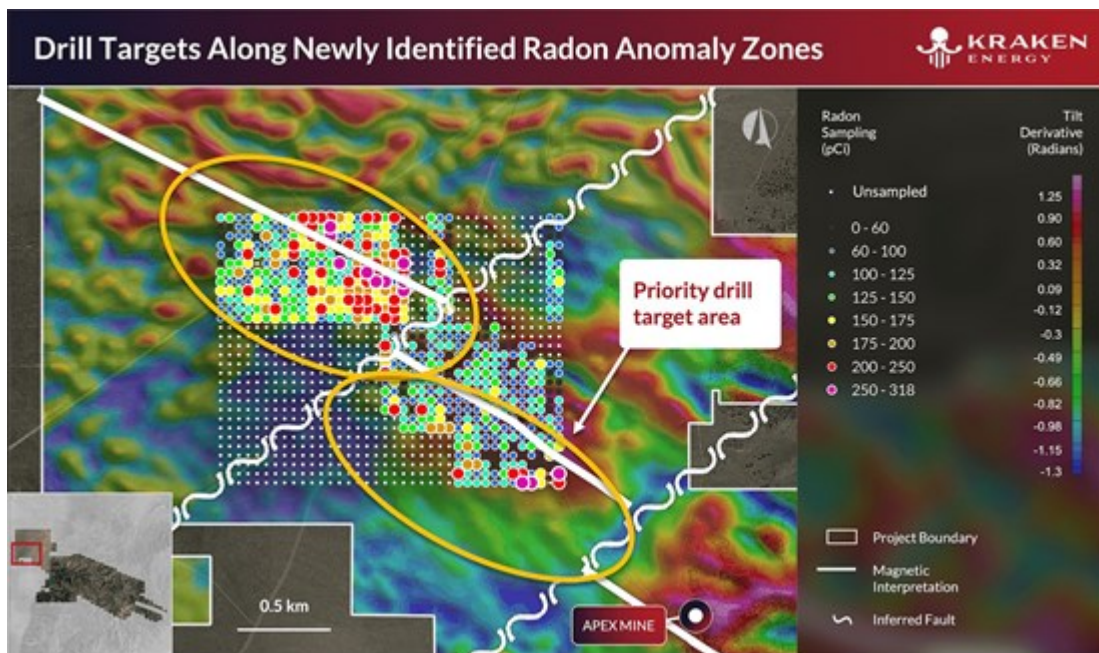 Drill Targets Along Newly Identified Radon Anomaly Zones
KRAKEN
ENERGY
Radon
Sampling
(pCi)
Unsampled
0 - 60
60 - 100
100 - 125
125 - 150
150 - 175
175 - 200
200 - 250
250 - 318
Tilt
Derivative
(Radians)
1.25
0.90
0.60
0.32
0.09
-0.12
-0.3
-0.49
-0.66
-0.82
-0.98
-1.15
-1.3
Priority drill
target area
Project Boundary
Magnetic
Interpretation
Inferred Fault
0.5 km
APEX MINE